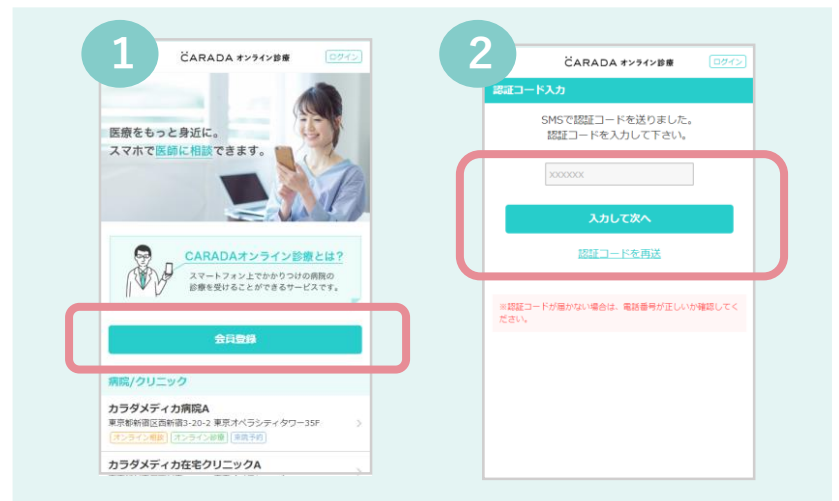 1
CARADA オンライン診療
ログイン
医療をもっと身近に。
スマホで医師に相談できます。
CARADAオンライン診療とは?
スマートフォン上でかかりつけの病院の
診療を受けることができるサービスです。
会員登録
病院/クリニック
カラダメディカ病院A
東京都新宿区西新宿3-20-2 東京オペラシティタワー35F
オンライン相談 オンライン診療 来院予約
カラダメディカ在宅クリニックA
2
CARADA オンライン診療
ログイン
認証コード入力
SMSで認証コードを送りました。
認証コードを入力して下さい。
xxxxxx
入力して次へ
認証コードを再送
※認証コードが届かない場合は、電話番号が正しいか確認してく
ださい。